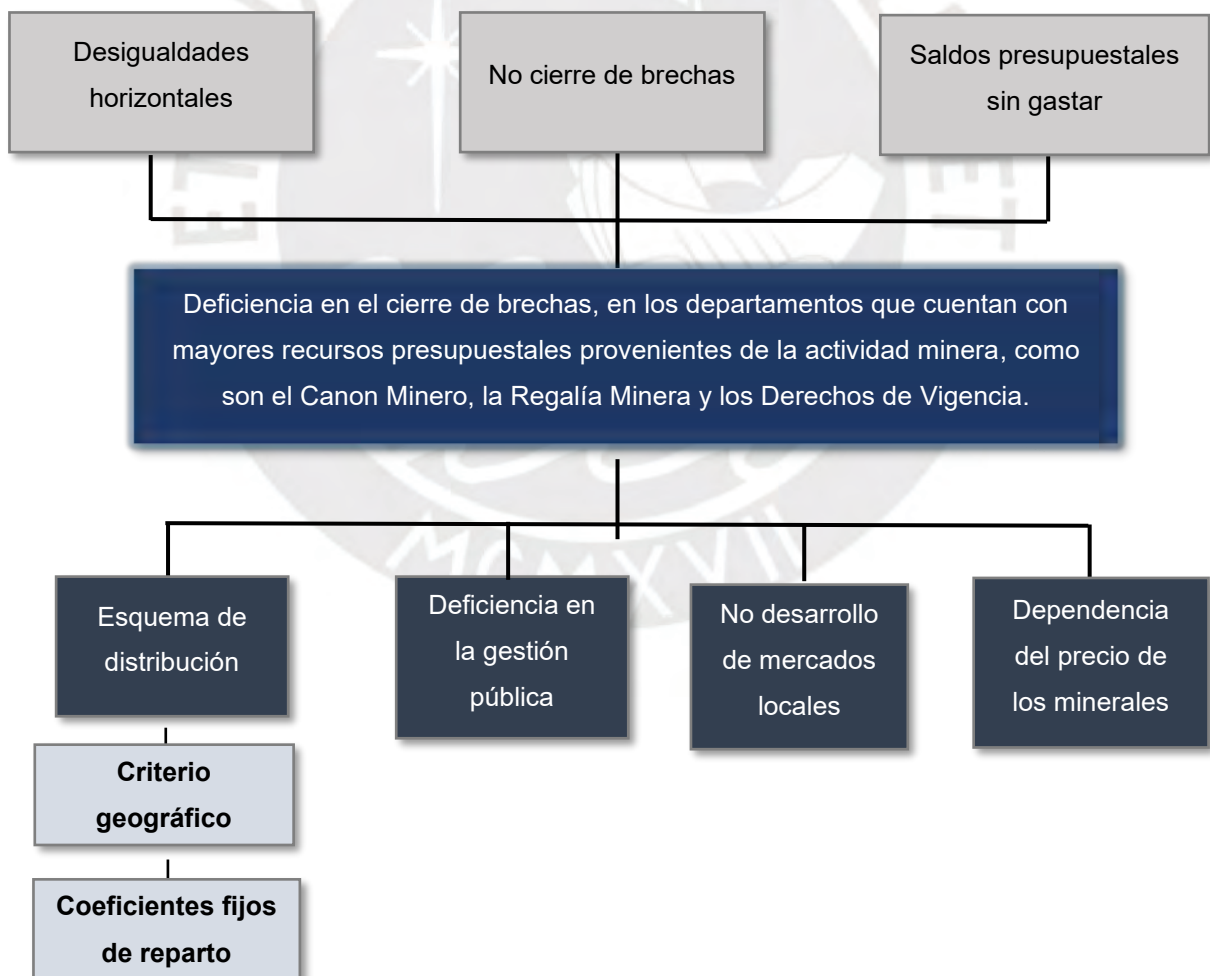 Desigualdades
horizontales
No cierre de brechas
Saldos presupuestales
sin gastar
Deficiencia en el cierre de brechas, en los departamentos que cuentan con
mayores recursos presupuestales provenientes de la actividad minera, como
son el Canon Minero, la Regalía Minera y los Derechos de Vigencia.
Esquema de
distribución
Deficiencia en
la gestión
pública
No desarrollo
de mercados
locales
Dependencia
del precio de
los minerales
Criterio
geográfico
Coeficientes fijos
de reparto
MCMXVII